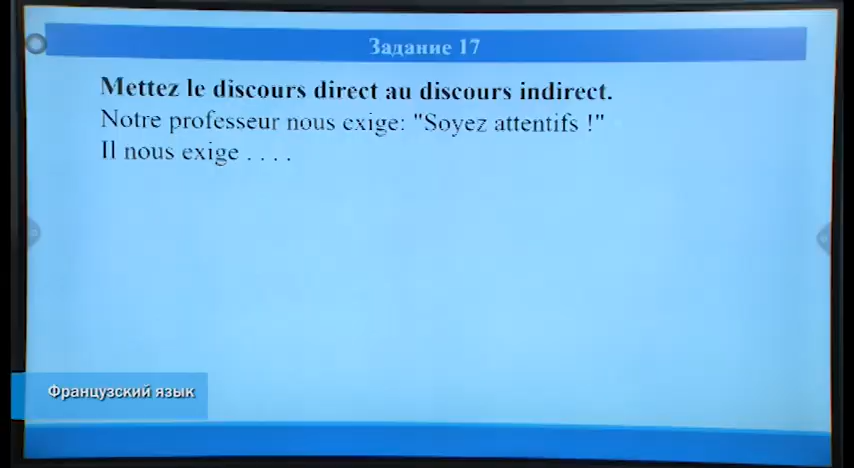 Задание 17
Mettez le discours direct au discours indirect.
Notre professeur nous exige: "Soyez attentifs !"
Il nous exige . . . .
Французский язык